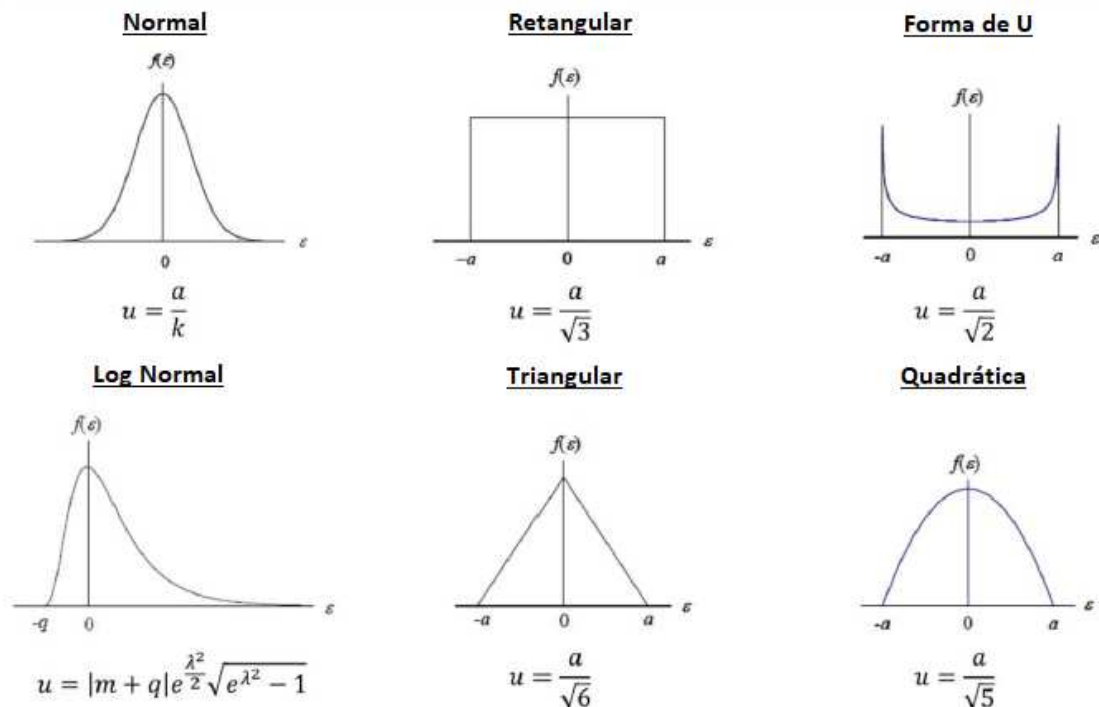 Normal
Retangular
Forma de U
f(ε)
f(ε)
f(ε)
ε
ε
ε
0
-a
0
a
-a
0
a
u = a/k
u = a/√3
u = a/√2
Log Normal
Triangular
Quadrática
f(ε)
f(ε)
f(ε)
ε
ε
ε
-q
0
-a
0
a
-a
0
a
u = |m + q|e^(λ²/2)√(e^(λ²) − 1)
u = a/√6
u = a/√5